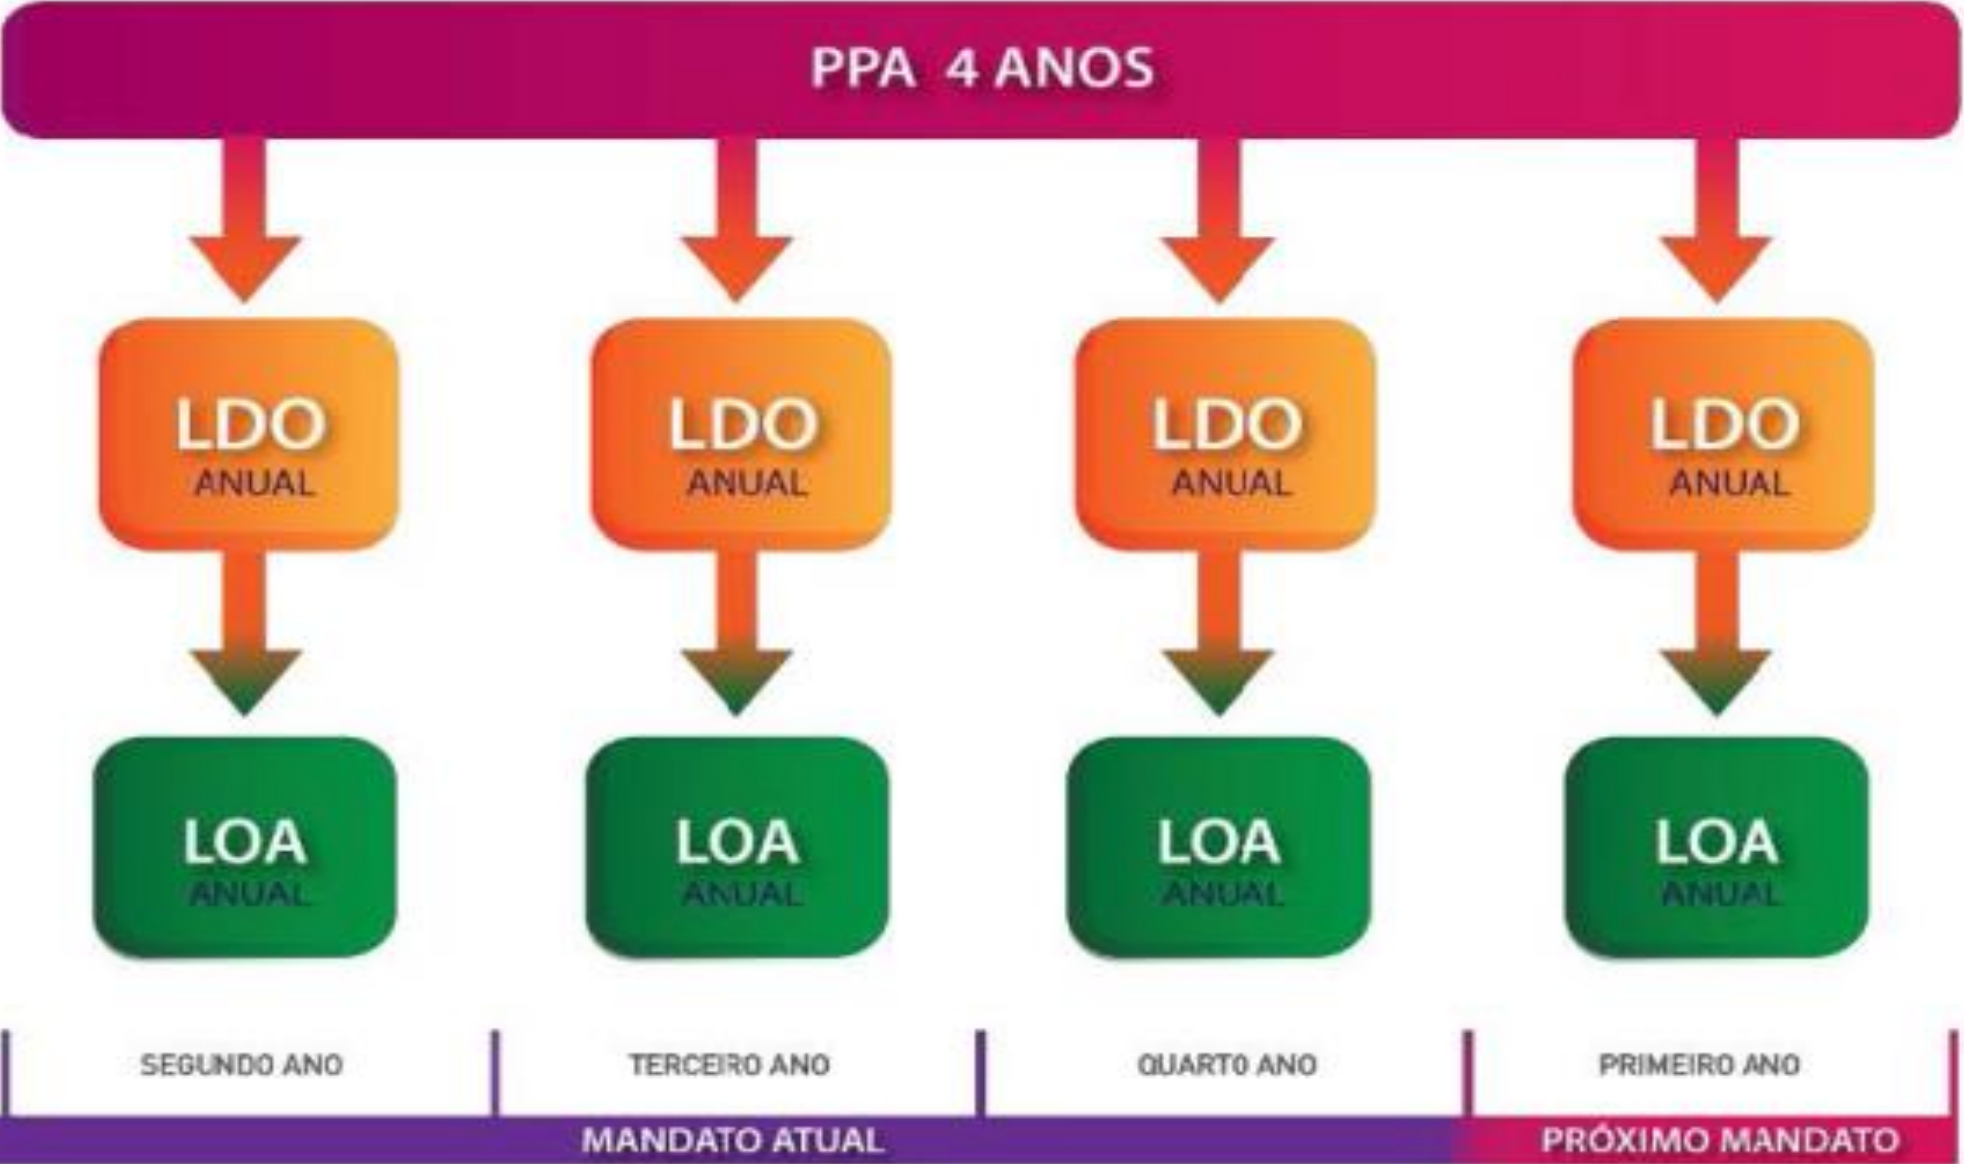 PPA 4 ANOS
LDO
ANUAL
LDO
ANUAL
LDO
ANUAL
LDO
ANUAL
LOA
ANUAL
LOA
ANUAL
LOA
ANUAL
LOA
ANUAL
SEGUNDO ANO
TERCEIRO ANO
QUARTO ANO
PRIMEIRO ANO
MANDATO ATUAL
PRÓXIMO MANDATO